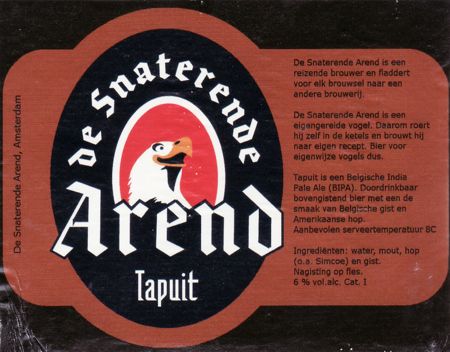 De Snaterende Arend, Amsterdam
de Snaterende
Arend
Tapuit
De Snaterende Arend is een
reizende brouwer en fladdert
voor elk brouwsel naar een
andere brouwerij.
De Snaterende Arend is een
eigengereide vogel. Daarom roert
hij zelf in de ketels en brouwt hij
naar eigen recept. Bier voor
eigenwijze vogels dus.
Tapuit is een Belgische India
Pale Ale (BIPA). Doordrinkbaar
bovengistend bier met een de
smaak van Belgische gist en
Amerikaanse hop.
Aanbevolen serveertemperatuur 8C
Ingrediënten: water, mout, hop
(o.a. Simcoe) en gist.
Nagisting op fles.
6 % vol.alc. Cat. I